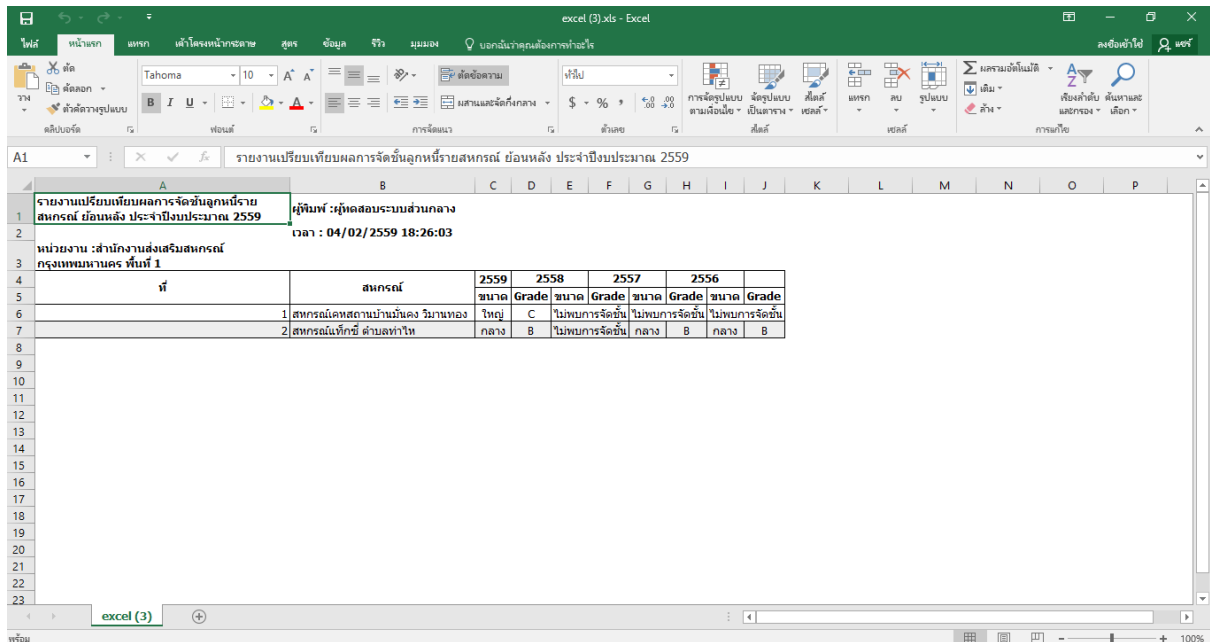 excel (3).xls - Excel
ไฟล์ หน้าแรก แทรก เค้าโครงหน้ากระดาษ สูตร ข้อมูล รีวิว มุมมอง บอกฉันว่าคุณต้องการทำอะไร ลงชื่อเข้าใช้ แชร์
วาง
ตัด
คัดลอก
ตัวคัดวางรูปแบบ
คลิปบอร์ด
Tahoma 10
B I U
ฟอนต์
ตัดข้อความ
ผสานและจัดกึ่งกลาง
การจัดแนว
ทั่วไป
$ % ,
ตัวเลข
การจัดรูปแบบ
ตามเงื่อนไข
จัดรูปแบบ
เป็นตาราง
สไตล์
เซลล์
สไตล์
แทรก ลบ รูปแบบ
เซลล์
ผลรวมอัตโนมัติ
เติม
ล้าง
เรียงลำดับ
และกรอง
ค้นหาและ
เลือก
การแก้ไข
A1 fx รายงานเปรียบเทียบผลการจัดชั้นลูกหนี้รายสหกรณ์ ย้อนหลัง ประจำปีงบประมาณ 2559
A B C D E F G H I J K L M N O P
1 รายงานเปรียบเทียบผลการจัดชั้นลูกหนี้ราย
สหกรณ์ ย้อนหลัง ประจำปีงบประมาณ 2559
ผู้พิมพ์ :ผู้ทดสอบระบบส่วนกลาง
2 เวลา : 04/02/2559 18:26:03
3 หน่วยงาน :สำนักงานส่งเสริมสหกรณ์
กรุงเทพมหานคร พื้นที่ 1
4 ที่ สหกรณ์ 2559 2558 2557 2556
5 ขนาด Grade ขนาด Grade ขนาด Grade ขนาด Grade
6 1 สหกรณ์เคหสถานบ้านมั่นคง วิมานทอง ใหญ่ C ไม่พบการจัดชั้น ไม่พบการจัดชั้น ไม่พบการจัดชั้น
7 2 สหกรณ์แท็กซี่ ตำบลท่าไห กลาง B ไม่พบการจัดชั้น กลาง B กลาง B
8
9
10
11
12
13
14
15
16
17
18
19
20
21
22
23
excel (3)
พร้อม 100%